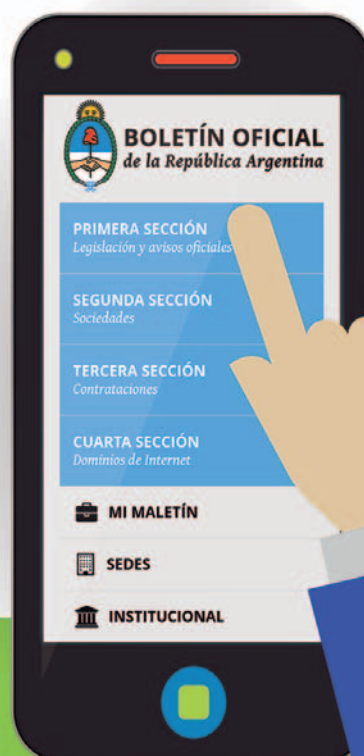 BOLETÍN OFICIAL
de la República Argentina
PRIMERA SECCIÓN
Legislación y avisos oficiales
SEGUNDA SECCIÓN
Sociedades
TERCERA SECCIÓN
Contrataciones
CUARTA SECCIÓN
Dominios de Internet
MI MALETÍN
SEDES
INSTITUCIONAL